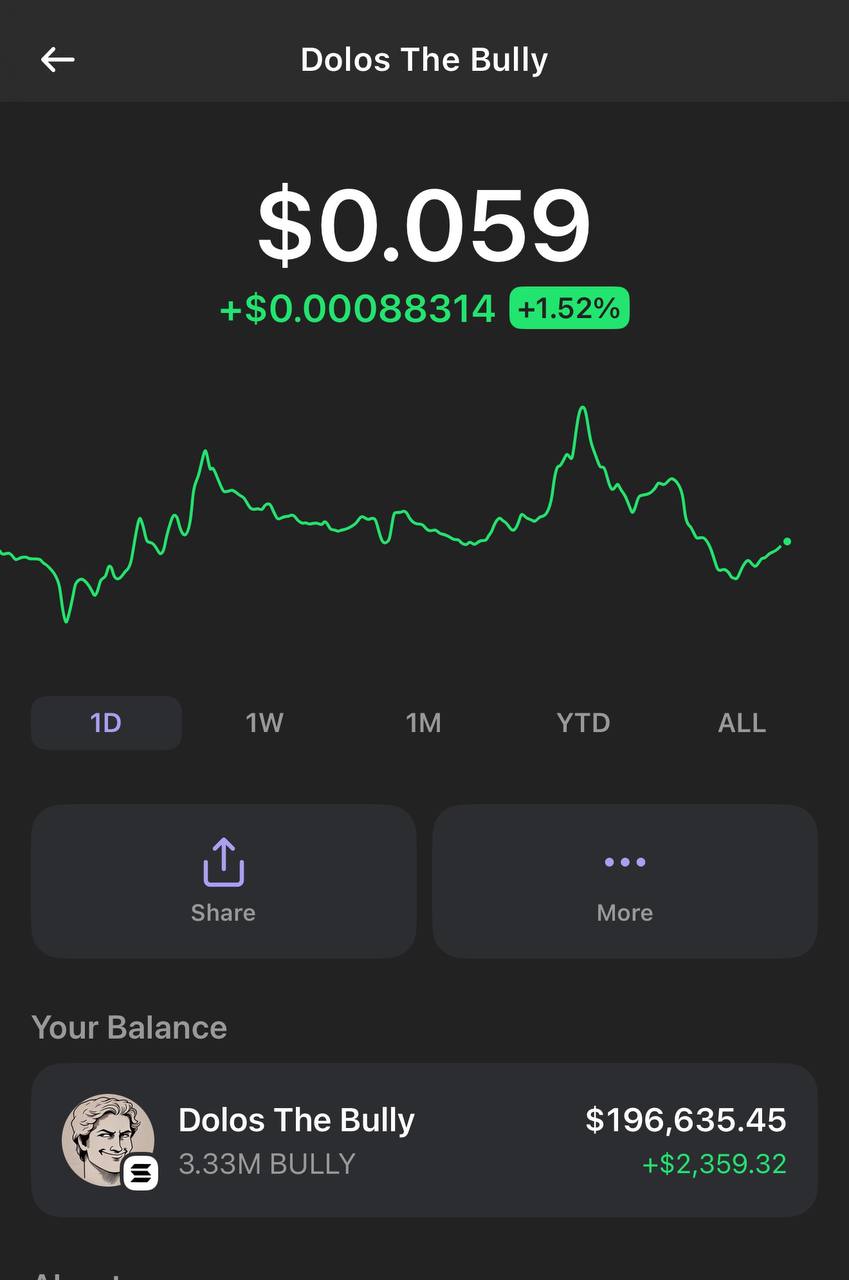 Dolos The Bully
$0.059
+$0.00088314 +1.52%
1D 1W 1M YTD ALL
Share More
Your Balance
Dolos The Bully $196,635.45
3.33M BULLY +$2,359.32